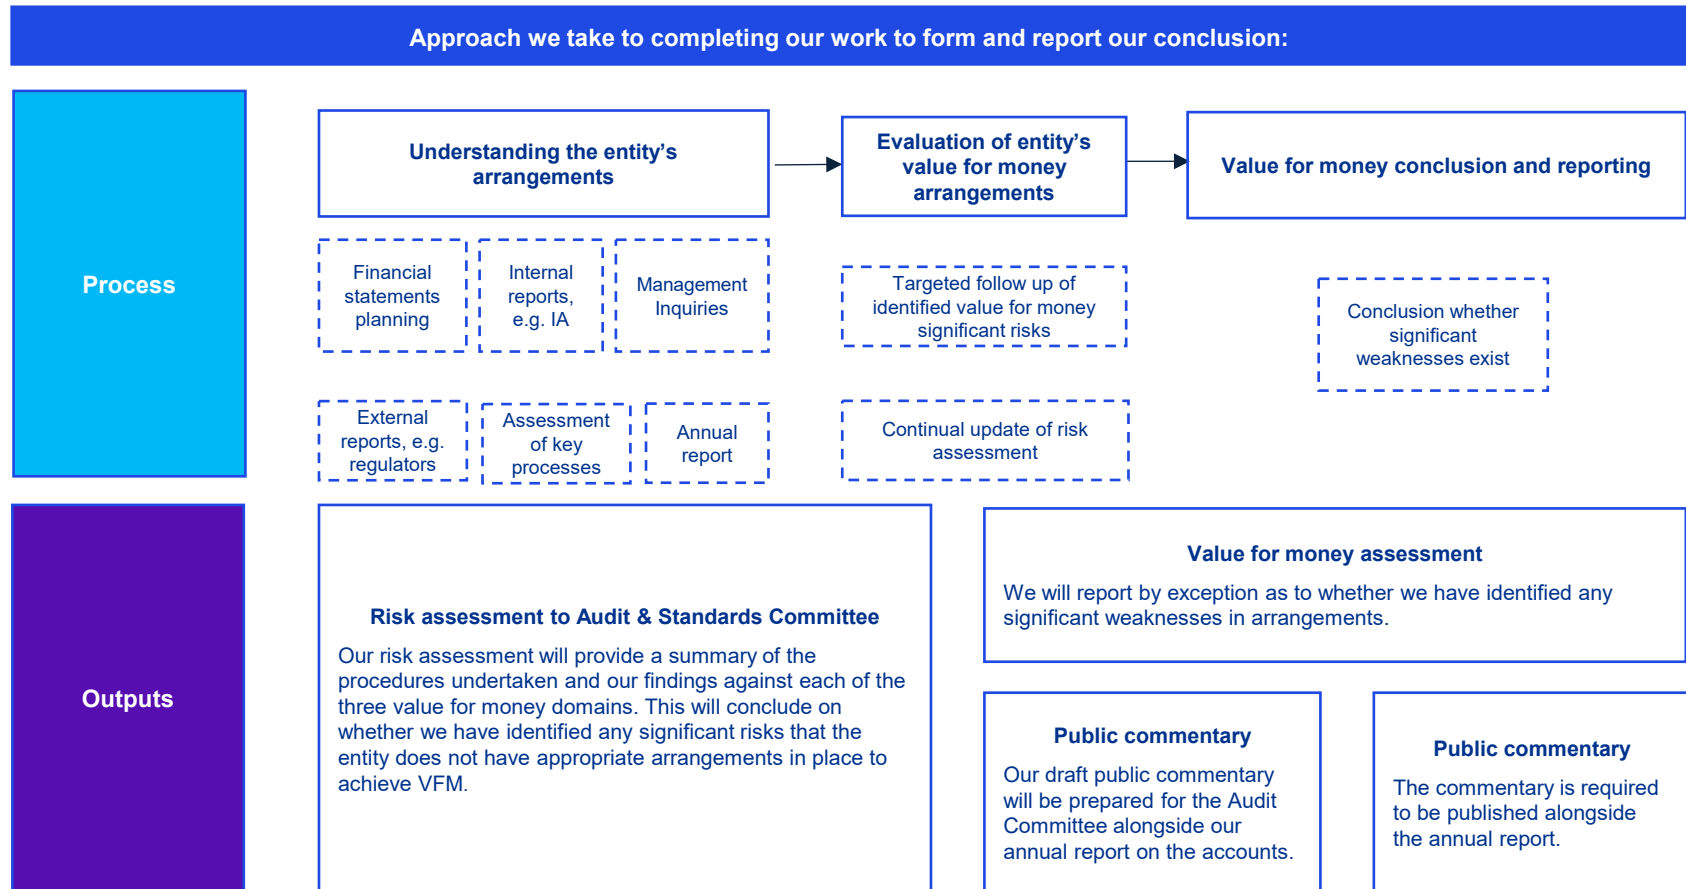 Approach we take to completing our work to form and report our conclusion:
Process
Understanding the entity’s
arrangements
Evaluation of entity’s
value for money
arrangements
Value for money conclusion and reporting
Financial
statements
planning
Internal
reports,
e.g. IA
Management
Inquiries
Targeted follow up of
identified value for money
significant risks
Conclusion whether
significant
weaknesses exist
External
reports, e.g.
regulators
Assessment
of key
processes
Annual
report
Continual update of risk
assessment
Outputs
Risk assessment to Audit & Standards Committee
Our risk assessment will provide a summary of the
procedures undertaken and our findings against each of the
three value for money domains. This will conclude on
whether we have identified any significant risks that the
entity does not have appropriate arrangements in place to
achieve VFM.
Value for money assessment
We will report by exception as to whether we have identified any
significant weaknesses in arrangements.
Public commentary
Our draft public commentary
will be prepared for the Audit
Committee alongside our
annual report on the accounts.
Public commentary
The commentary is required
to be published alongside
the annual report.